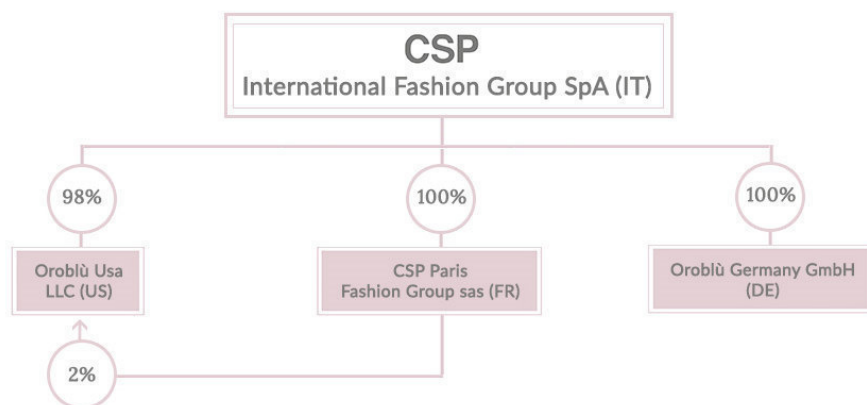 CSP
International Fashion Group SpA (IT)
98%
100%
100%
Oroblù Usa
LLC (US)
CSP Paris
Fashion Group sas (FR)
Oroblù Germany GmbH
(DE)
2%